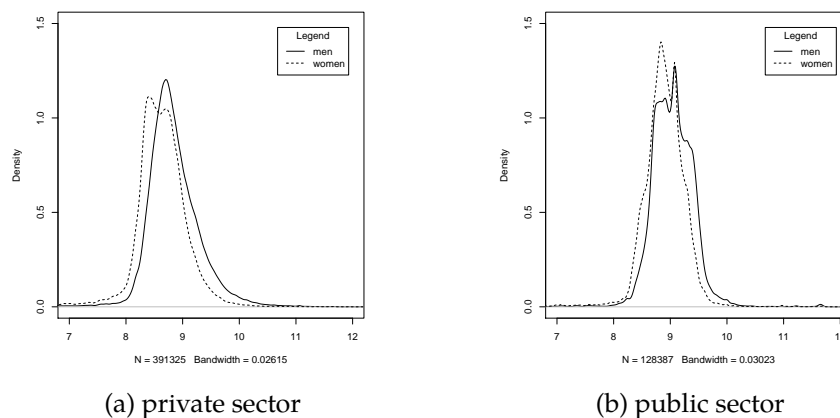 Legend
men
women
Density
0.0
0.5
1.0
1.5
7 8 9 10 11 12
N = 391325 Bandwidth = 0.02615
(a) private sector
Legend
men
women
Density
0.0
0.5
1.0
1.5
7 8 9 10 11
N = 128387 Bandwidth = 0.03023
(b) public sector